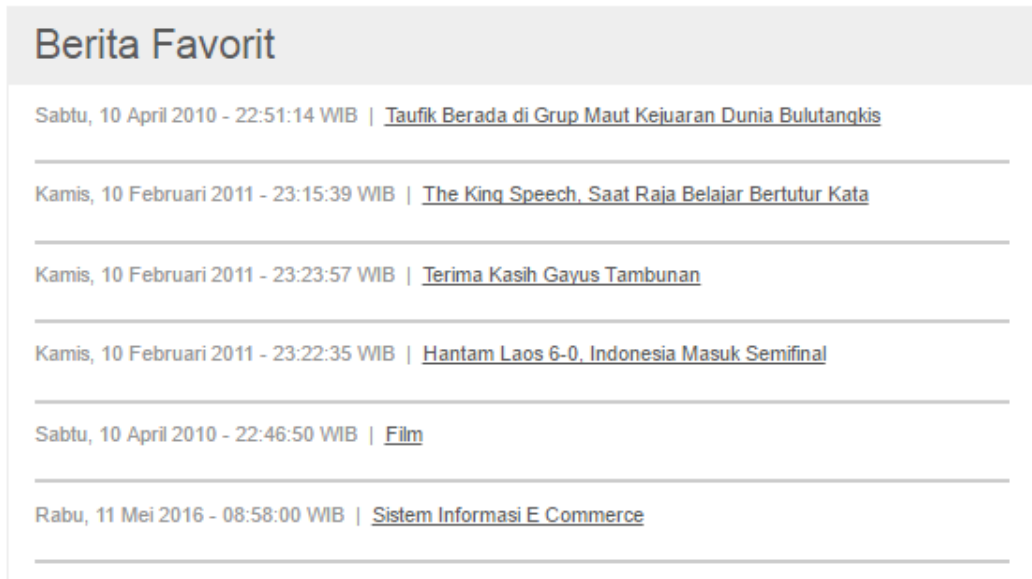 Berita Favorit
Sabtu, 10 April 2010 - 22:51:14 WIB | Taufik Berada di Grup Maut Kejuaran Dunia Bulutangkis
Kamis, 10 Februari 2011 - 23:15:39 WIB | The King Speech, Saat Raja Belajar Bertutur Kata
Kamis, 10 Februari 2011 - 23:23:57 WIB | Terima Kasih Gayus Tambunan
Kamis, 10 Februari 2011 - 23:22:35 WIB | Hantam Laos 6-0, Indonesia Masuk Semifinal
Sabtu, 10 April 2010 - 22:46:50 WIB | Film
Rabu, 11 Mei 2016 - 08:58:00 WIB | Sistem Informasi E Commerce